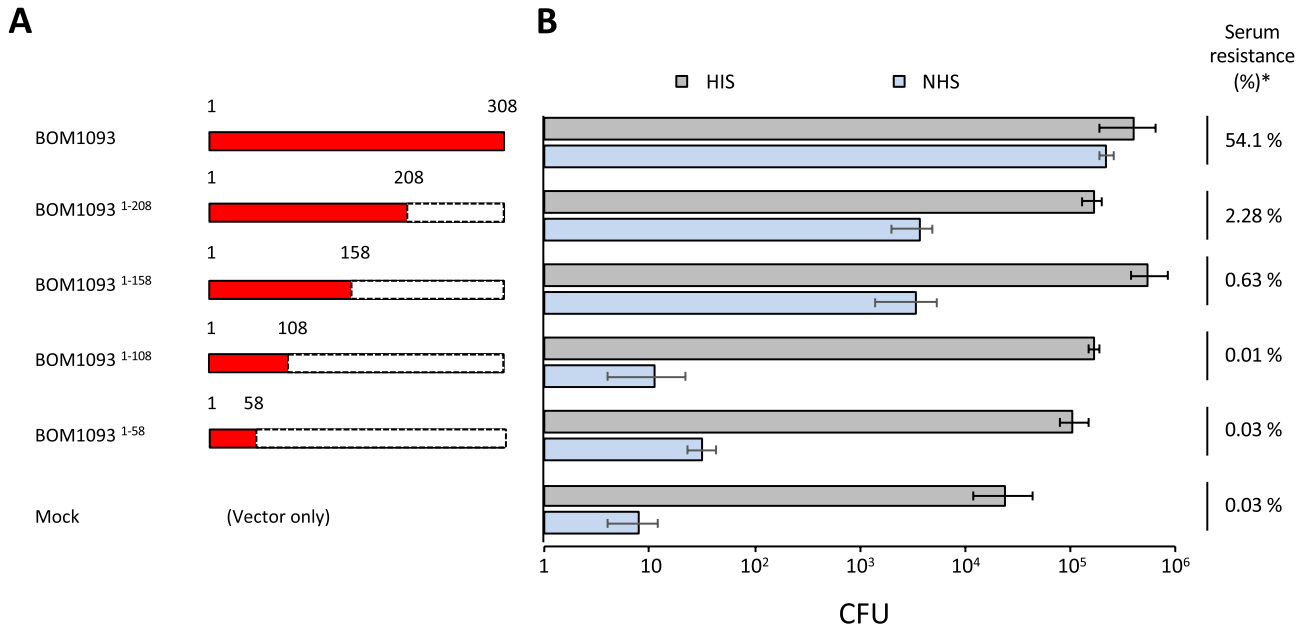 A
1 308
BOM1093
1 208
BOM1093 1-208
1 158
BOM1093 1-158
1 108
BOM1093 1-108
1 58
BOM1093 1-58
Mock (Vector only)
B
HIS NHS
Serum
resistance
(%)*
54.1 %
2.28 %
0.63 %
0.01 %
0.03 %
0.03 %
1 10 10² 10³ 10⁴ 10⁵ 10⁶
CFU